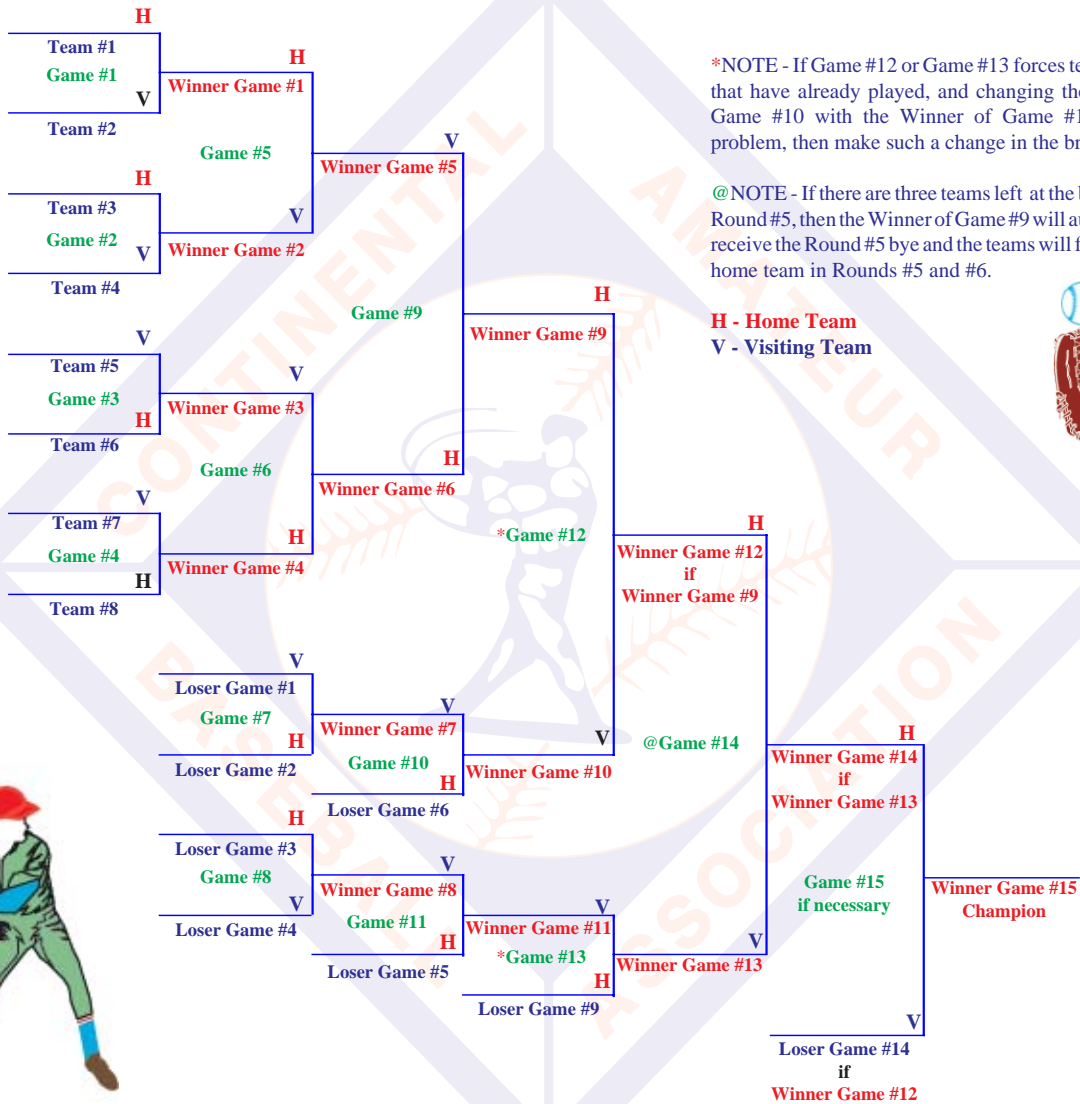 H
Team #1
Game #1
V
Team #2
H
Winner Game #1
Game #5
H
Team #3
Game #2
V
Team #4
V
Winner Game #2
V
Winner Game #5
Game #9
V
Team #5
Game #3
H
Team #6
V
Winner Game #3
Game #6
V
Team #7
Game #4
H
Team #8
H
Winner Game #4
H
Winner Game #6
H
Winner Game #9
*Game #12
V
Loser Game #1
Game #7
H
Loser Game #2
V
Winner Game #7
Game #10
H
Loser Game #6
V
Winner Game #10
H
Loser Game #3
Game #8
V
Loser Game #4
V
Winner Game #8
Game #11
H
Loser Game #5
V
Winner Game #11
*Game #13
H
Loser Game #9
H
Winner Game #12
if
Winner Game #9
@Game #14
V
Winner Game #13
H
Winner Game #14
if
Winner Game #13
Game #15
if necessary
V
Loser Game #14
if
Winner Game #12
Winner Game #15
Champion
*NOTE - If Game #12 or Game #13 forces
that have already played, and changing
Game #10 with the Winner of Game
problem, then make such a change in the
@NOTE - If there are three teams left at the
Round #5, then the Winner of Game #9 will
receive the Round #5 bye and the teams will
home team in Rounds #5 and #6.
H - Home Team
V - Visiting Team
CONTINENTAL
AMATEUR
BASEBALL
ASSOCIATION